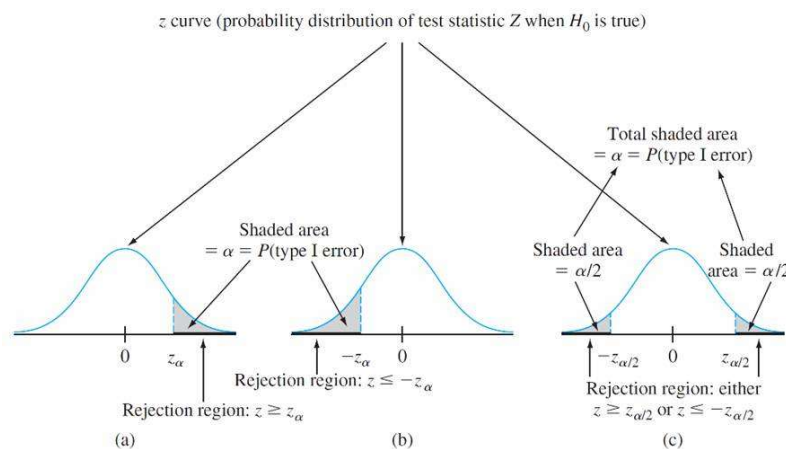 z curve (probability distribution of test statistic Z when H₀ is true)
Total shaded area
= α = P(type I error)
Shaded area
= α = P(type I error)
Shaded area
= α/2
Shaded
area = α/2
0
zα
−zα
0
−zα/2
0
zα/2
Rejection region: z ≤ −zα
Rejection region: z ≥ zα
Rejection region: either
z ≥ zα/2 or z ≤ −zα/2
(a)
(b)
(c)